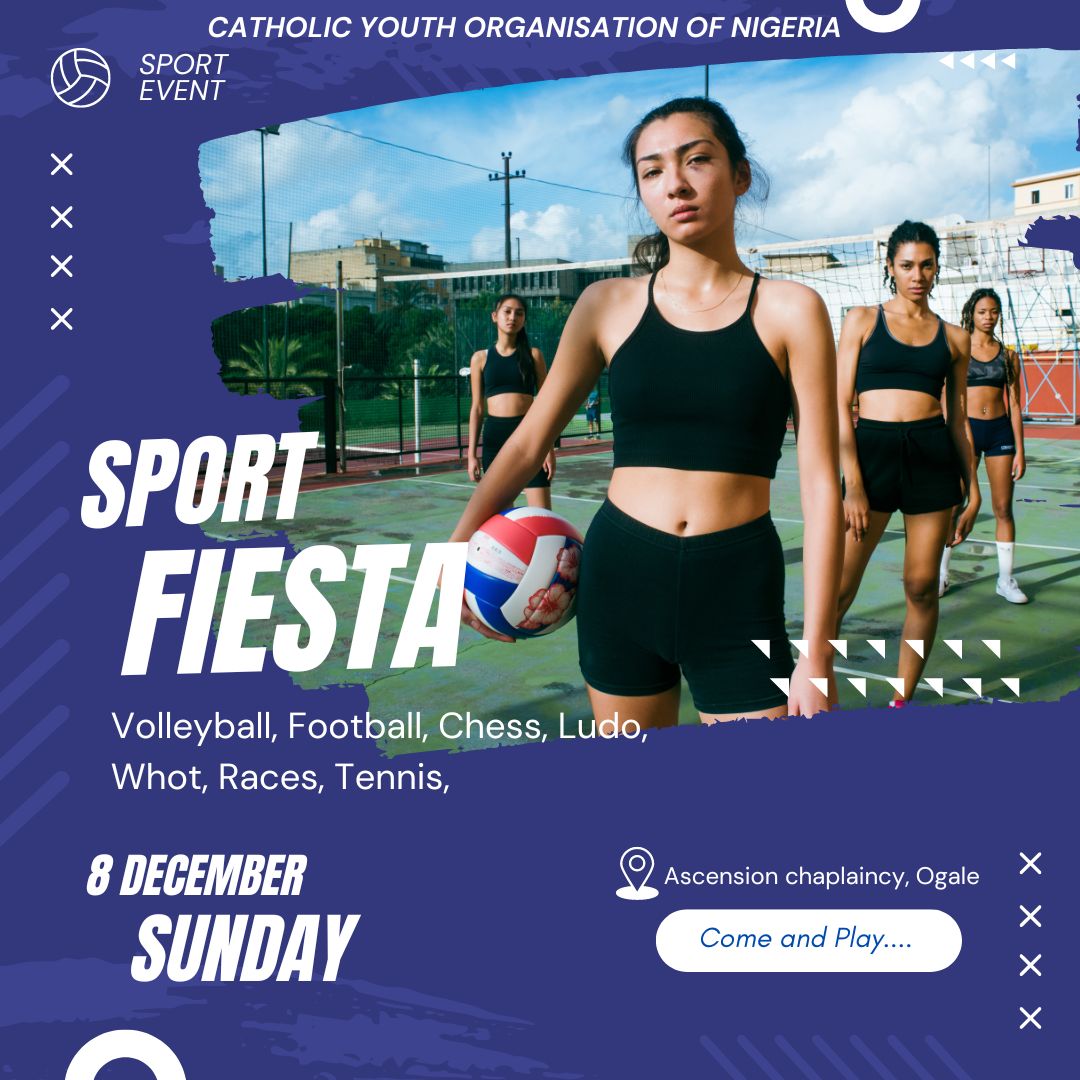 CATHOLIC YOUTH ORGANISATION OF NIGERIA
SPORT
EVENT
SPORT
FIESTA
Volleyball, Football, Chess, Ludo,
Whot, Races, Tennis,
8 DECEMBER
SUNDAY
Ascension chaplaincy, Ogale
Come and Play....